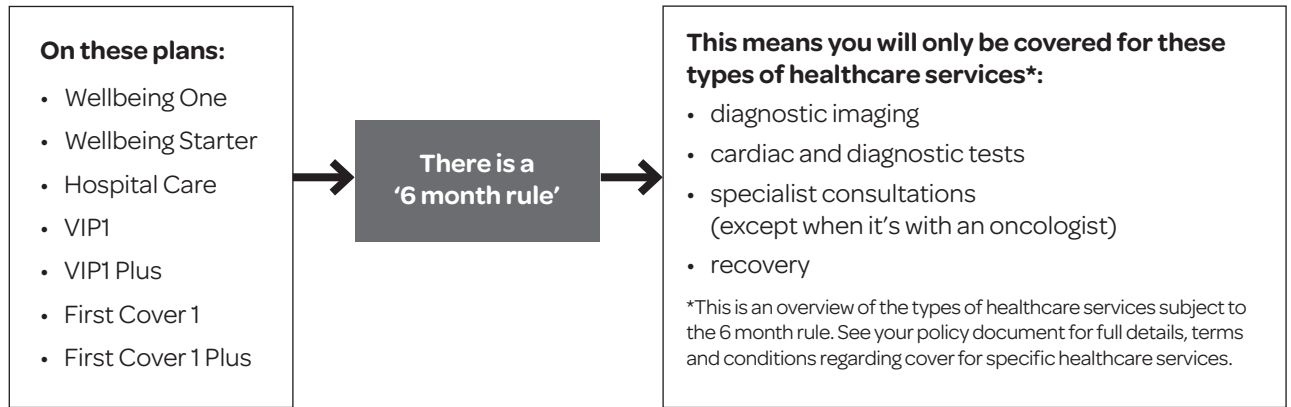 On these plans:
• Wellbeing One
• Wellbeing Starter
• Hospital Care
• VIP1
• VIP1 Plus
• First Cover 1
• First Cover 1 Plus
There is a
‘6 month rule’
This means you will only be covered for these
types of healthcare services*:
• diagnostic imaging
• cardiac and diagnostic tests
• specialist consultations
(except when it’s with an oncologist)
• recovery
*This is an overview of the types of healthcare services subject to
the 6 month rule. See your policy document for full details, terms
and conditions regarding cover for specific healthcare services.